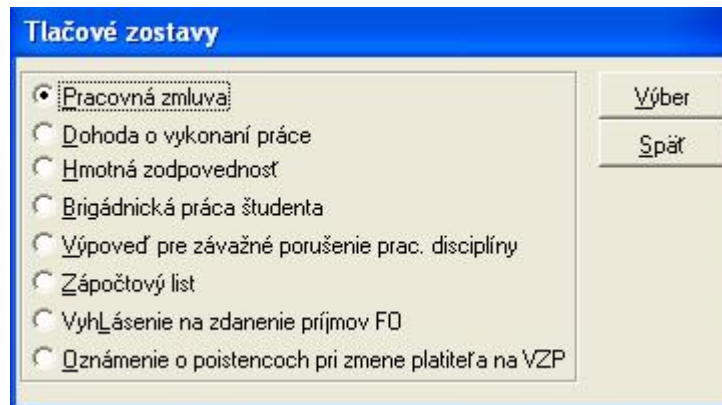 Tlačové zostavy
Pracovná zmluva
Výber
Dohoda o vykonaní práce
Späť
Hmotná zodpovednosť
Brigádnická práca študenta
Výpoveď pre závažné porušenie prac. disciplíny
Zápočtový list
VyhLásenie na zdanenie príjmov FO
Oznámenie o poistencoch pri zmene platiteľa na VZP